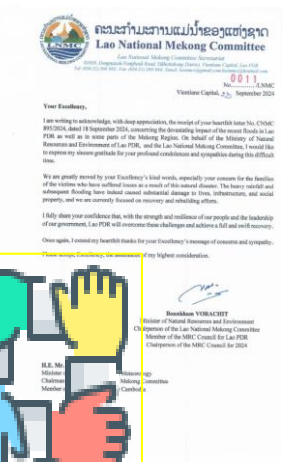 ຄະນະກຳມະການແມ່ນ້ຳຂອງແຫ່ງຊາດ
Lao National Mekong Committee
Lao National Mekong Committee Secretariat
LNMC
0011
No. /LNMC
Vientiane Capital, September 2024
Your Excellency,
I am writing to acknowledge, with deep appreciation, the receipt of your heartfelt letter No. CNMC
895/2024, dated 18 September 2024, concerning the devastating impact of the recent floods in Lao
PDR as well as in some parts of the Mekong Region. On behalf of the Ministry of Natural
Resources and Environment of Lao PDR, and the Lao National Mekong Committee, I would like
to express my sincere gratitude for your profound condolences and sympathies during this difficult
time.
We are greatly moved by your Excellency's kind words, especially your concern for the families
of the victims who have suffered losses as a result of this natural disaster. The heavy rainfall and
subsequent flooding have indeed caused substantial damage to lives, infrastructure, and social
property, and we are currently focused on recovery and rebuilding efforts.
I fully share your confidence that, with the strength and resilience of our people and the leadership
of our government, Lao PDR will overcome these challenges and achieve a full and swift recovery.
Once again, I extend my heartfelt thanks for your Excellency's message of concerns and sympathy.
Please accept, Excellency, the assurances of my highest consideration.
Bounkham VORACHIT
Minister of Natural Resources and Environment
Chairperson of the Lao National Mekong Committee
Member of the MRC Council for Lao PDR
Chairperson of the MRC Council for 2024
H.E. Mr.
Minister Meteorology
Chairman Mekong Committee
Member Cambodia